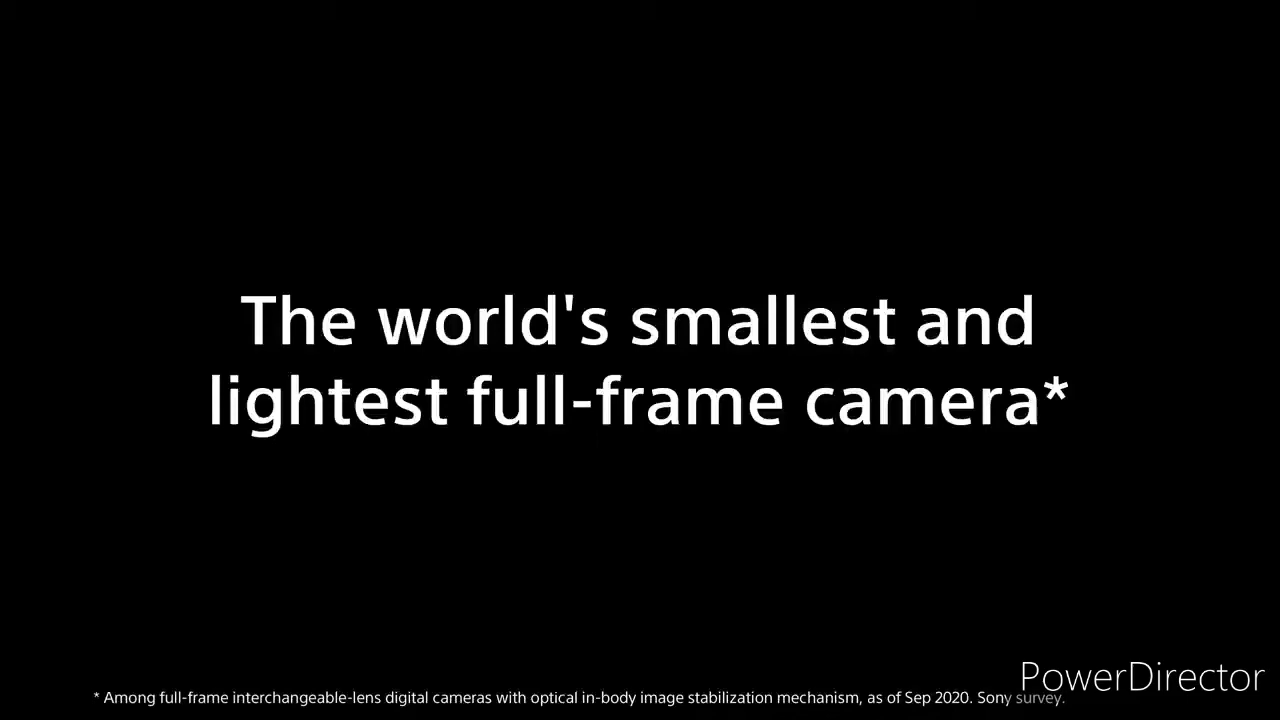 The world's smallest and
lightest full-frame camera*
PowerDirector
* Among full-frame interchangeable-lens digital cameras with optical in-body image stabilization mechanism, as of Sep 2020. Sony survey.